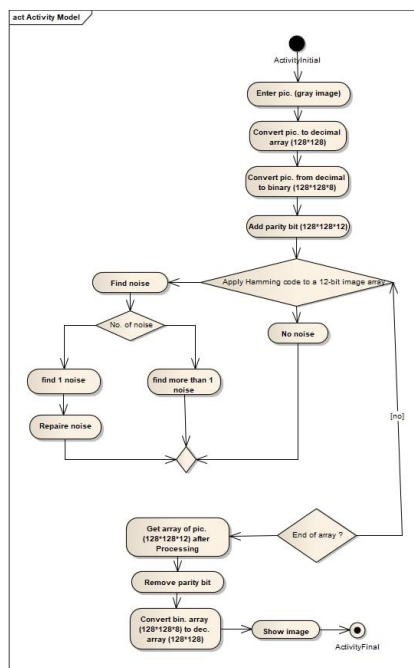 act Activity Model
ActivityInitial
Enter pic. (gray image)
Convert pic. to decimal
array (128*128)
Convert pic. from decimal
to binary (128*128*8)
Add parity bit (128*128*12)
Apply Hamming code to a 12-bit image array
Find noise
No. of noise
No noise
find 1 noise
find more than 1
noise
Repaire noise
[no]
End of array ?
Get array of pic.
(128*128*12) after
Processing
Remove parity bit
Convert bin. array
(128*128*8) to dec.
array (128*128)
Show image
ActivityFinal